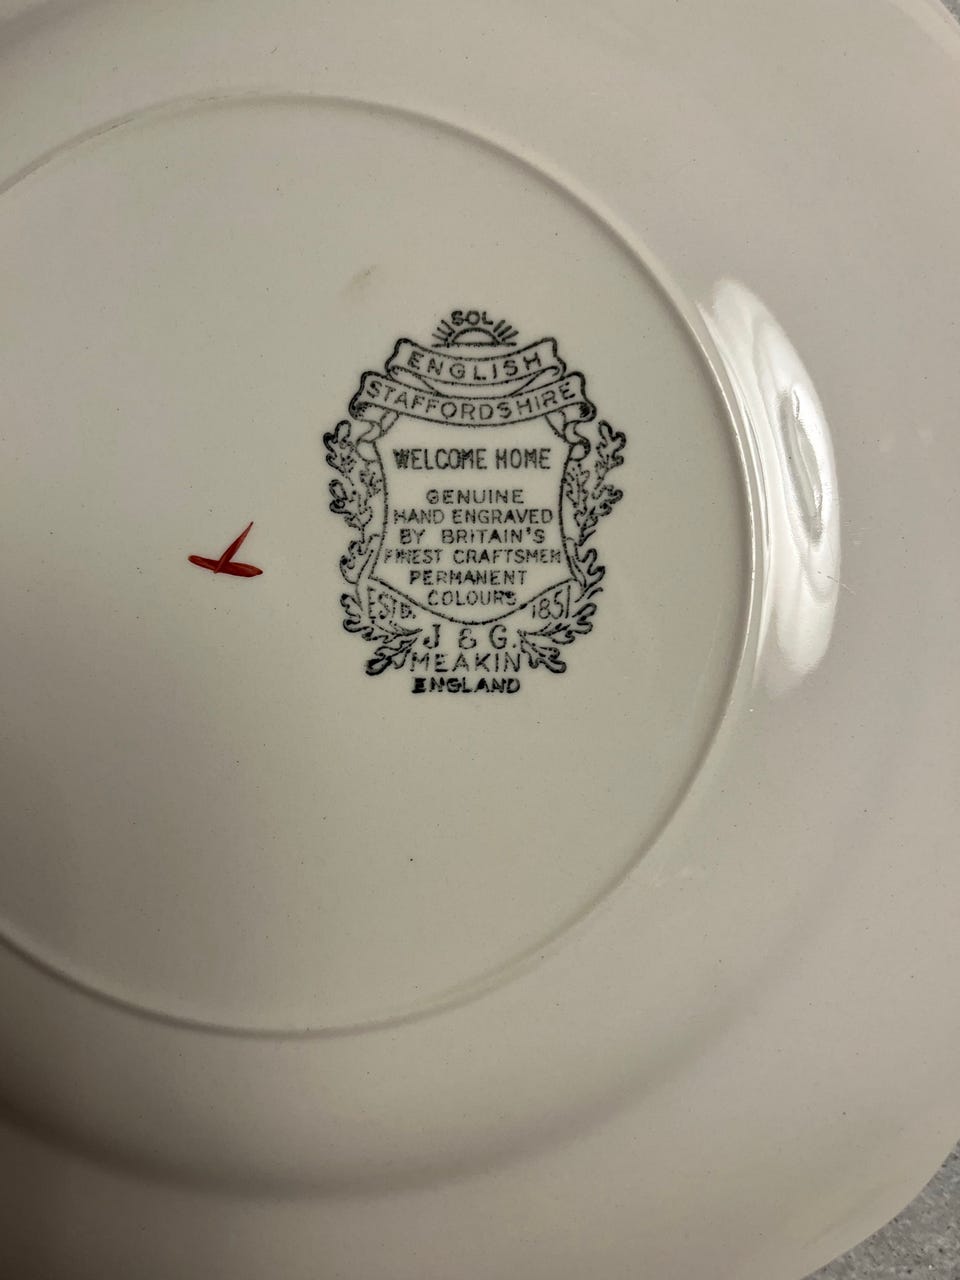 SOL
ENGLISH
STAFFORDSHIRE
WELCOME HOME
GENUINE
HAND ENGRAVED
BY BRITAIN'S
FINEST CRAFTSMEN
PERMANENT
COLOURS
ESTD. 1851
J & G.
MEAKIN
ENGLAND